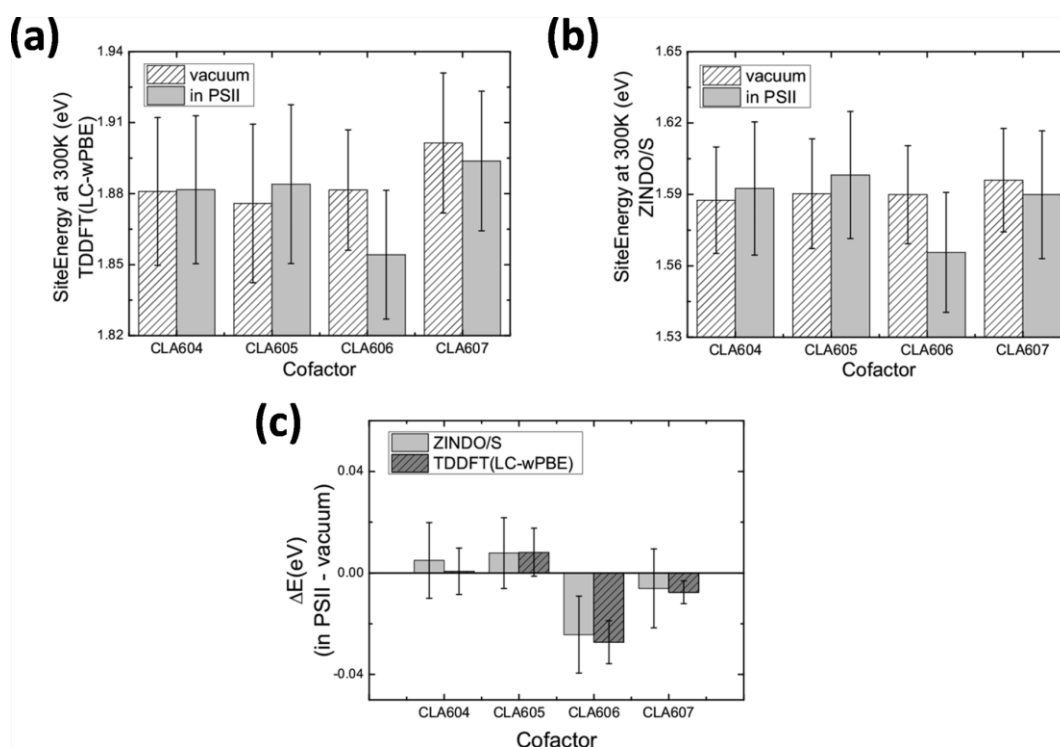 (a)
SiteEnergy at 300K (eV)
TDDFT(LC-wPBE)
1.94
1.91
1.88
1.85
1.82
vacuum
in PSII
CLA604 CLA605 CLA606 CLA607
Cofactor
(b)
SiteEnergy at 300K (eV)
ZINDO/S
1.65
1.62
1.59
1.56
1.53
vacuum
in PSII
CLA604 CLA605 CLA606 CLA607
Cofactor
(c)
ΔE(eV)
(in PSII - vacuum)
0.04
0.00
-0.04
ZINDO/S
TDDFT(LC-wPBE)
CLA604 CLA605 CLA606 CLA607
Cofactor